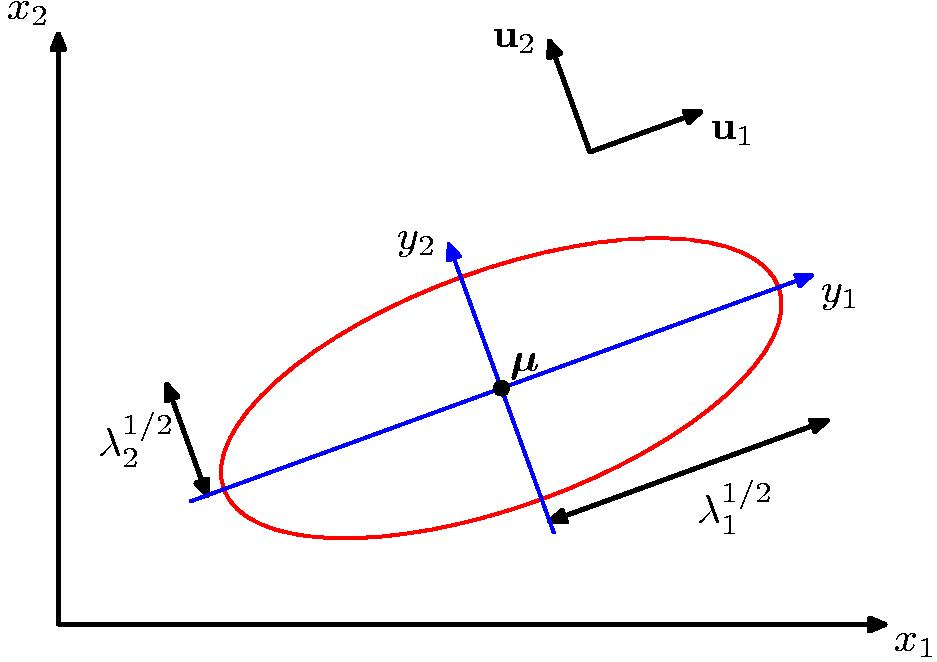 x₂
u₂
u₁
y₂
y₁
μ
λ₂^{1/2}
λ₁^{1/2}
x₁